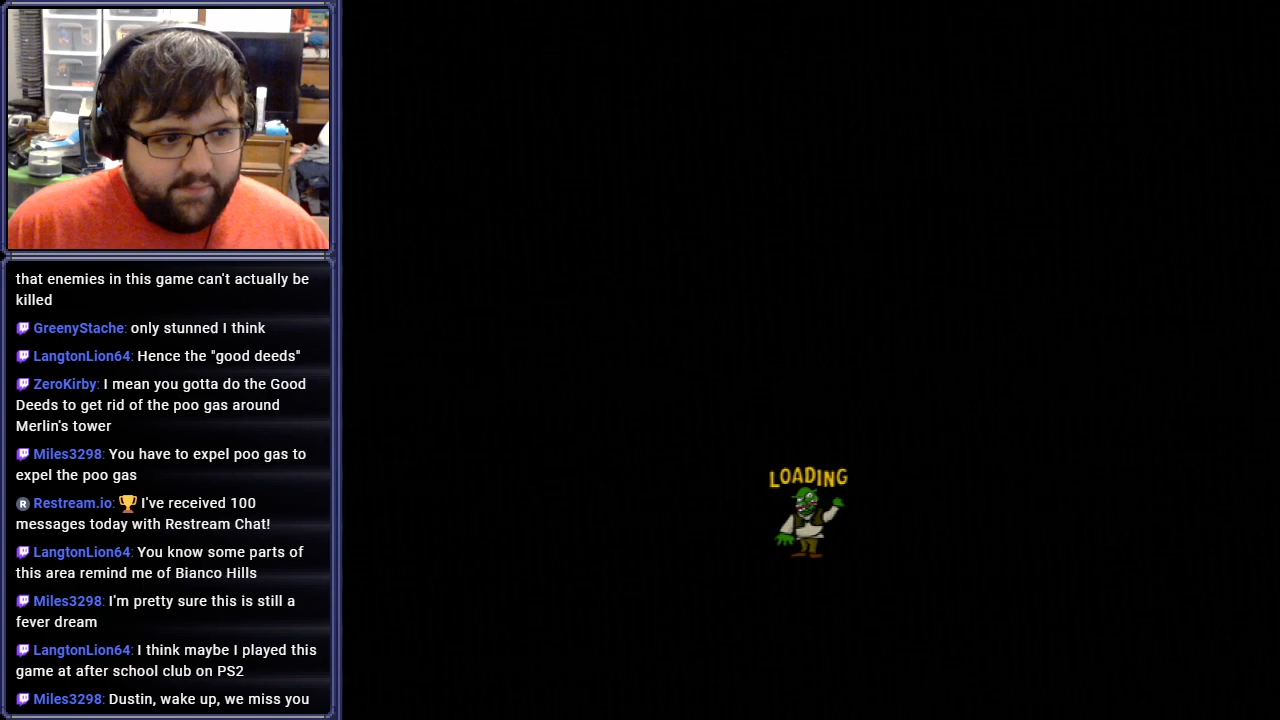 that enemies in this game can't actually be
killed
GreenyStache: only stunned I think
LangtonLion64: Hence the "good deeds"
ZeroKirby: I mean you gotta do the Good
Deeds to get rid of the poo gas around
Merlin's tower
Miles3298: You have to expel poo gas to
expel the poo gas
R Restream.io: 🏆 I've received 100
messages today with Restream Chat!
LangtonLion64: You know some parts of
this area remind me of Bianco Hills
Miles3298: I'm pretty sure this is still a
fever dream
LangtonLion64: I think maybe I played this
game at after school club on PS2
Miles3298: Dustin, wake up, we miss you
LOADING